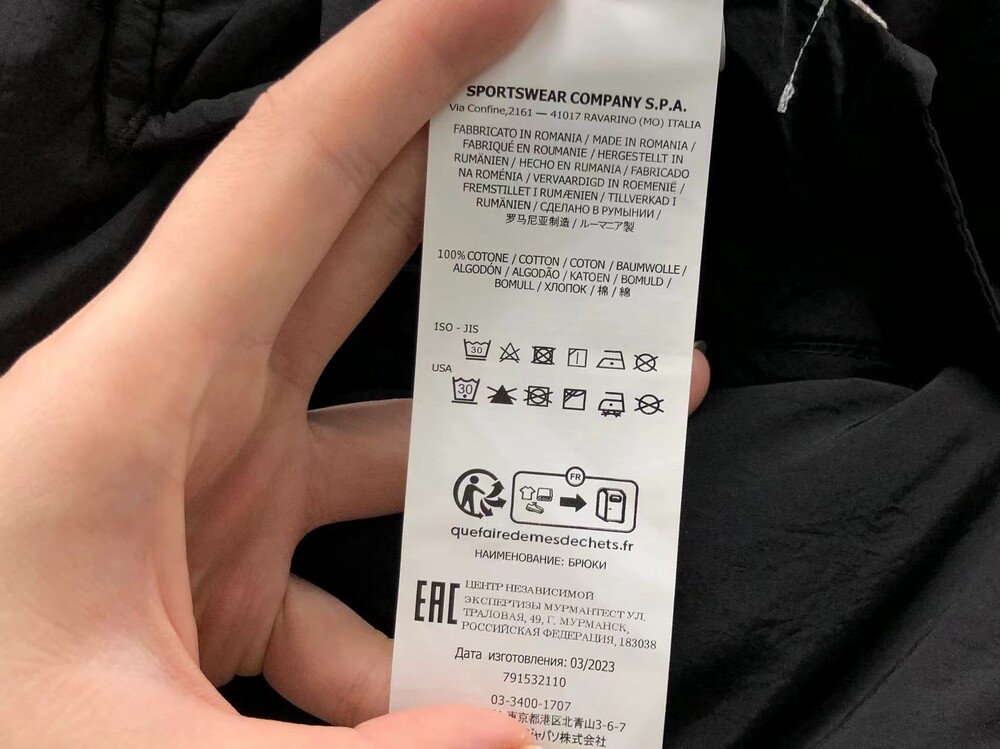 SPORTSWEAR COMPANY S.P.A.
Via Confine,2161 — 41017 RAVARINO (MO) ITALIA
FABBRICATO IN ROMANIA / MADE IN ROMANIA /
FABRIQUÉ EN ROUMANIE / HERGESTELLT IN
RUMÄNIEN / HECHO EN RUMANIA / FABRICADO
NA ROMÉNIA / VERVAARDIGD IN ROEMENIË /
FREMSTILLET I RUMÆNIEN / TILLVERKAD I
RUMÄNIEN / СДЕЛАНО В РУМЫНИИ /
罗马尼亚制造 / ルーマニア製
100% COTONE / COTTON / COTON / BAUMWOLLE /
ALGODÓN / ALGODÃO / KATOEN / BOMULD /
BOMULL / ХЛОПОК / 棉 / 綿
ISO - JIS
30
USA
30
FR
quefairedemesdechets.fr
НАИМЕНОВАНИЕ: БРЮКИ
EAC
ЦЕНТР НЕЗАВИСИМОЙ
ЭКСПЕРТИЗЫ МУРМАНТЕСТ УЛ.
ТРАЛОВАЯ, 49, Г. МУРМАНСК,
РОССИЙСКАЯ ФЕДЕРАЦИЯ, 183038
Дата изготовления: 03/2023
791532110
03-3400-1707
東京都港区北青山3-6-7
ジャパン株式会社